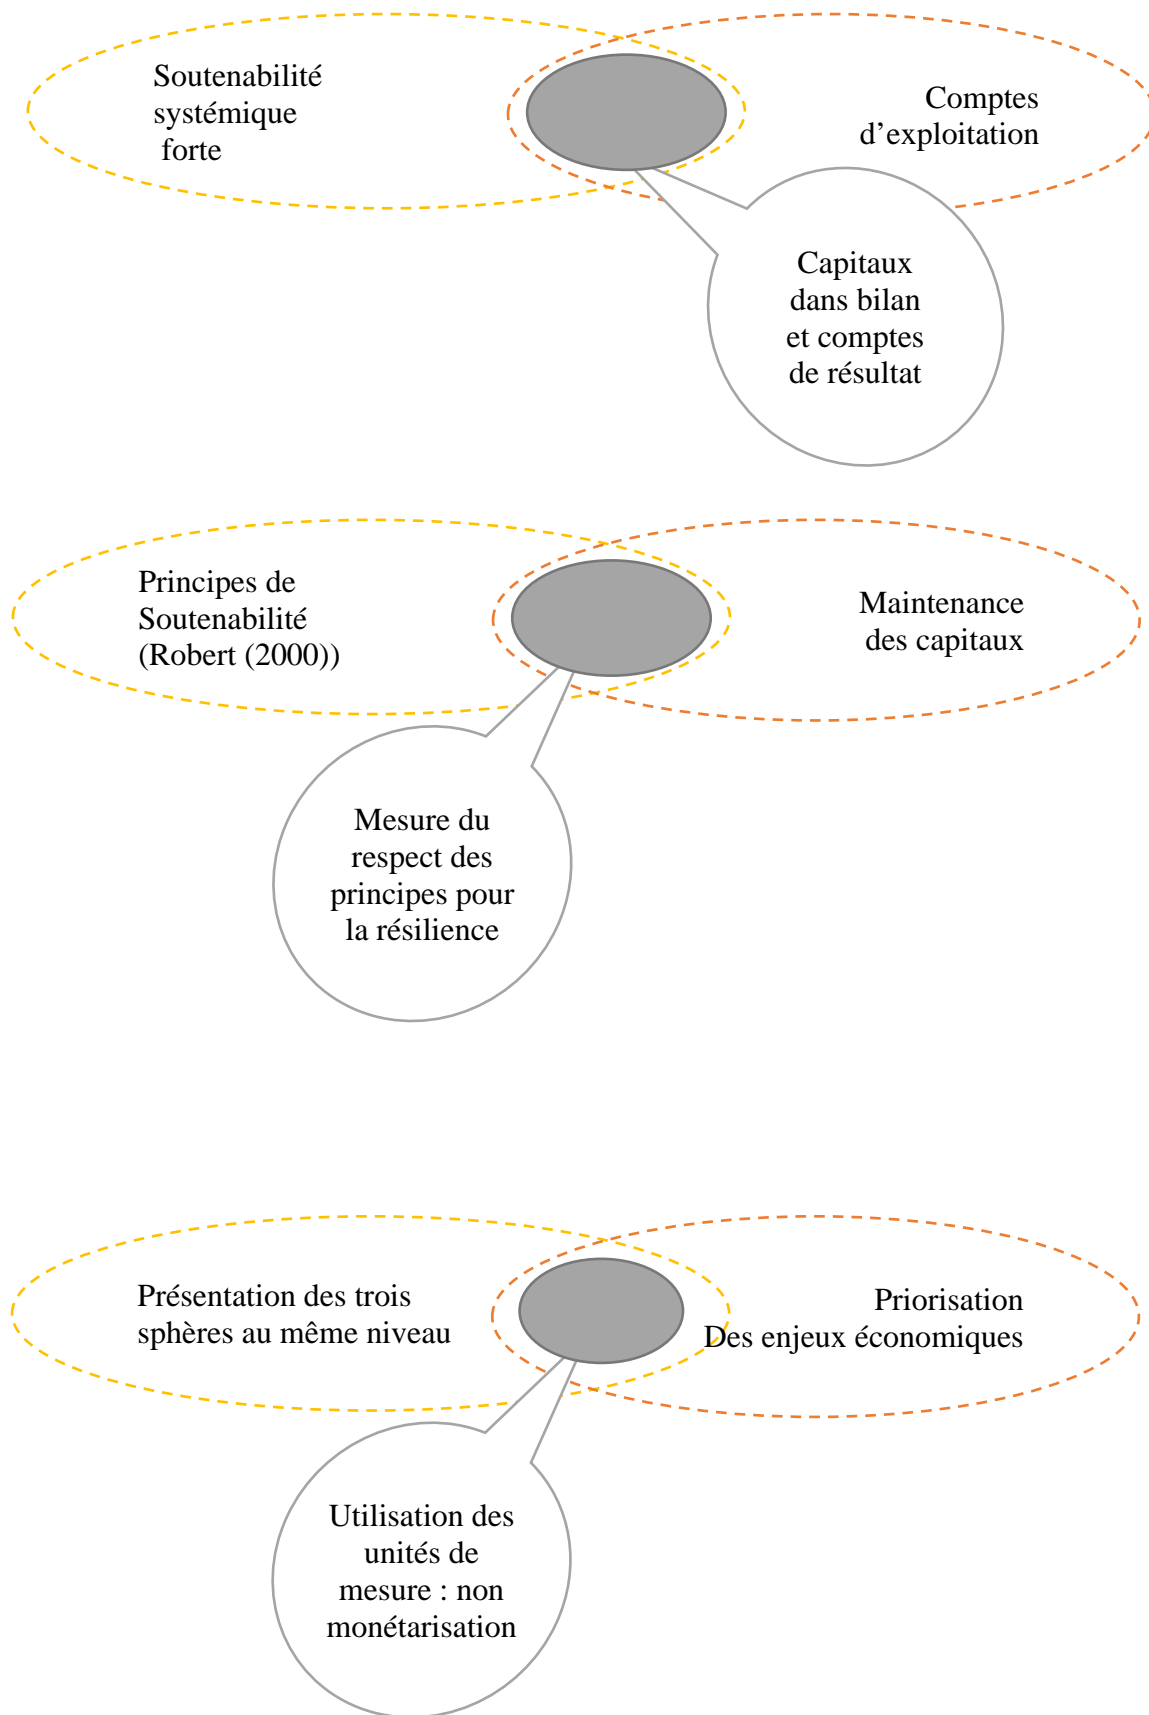 Soutenabilité
systémique
forte
Comptes
d’exploitation
Capitaux
dans bilan
et comptes
de résultat
Principes de
Soutenabilité
(Robert (2000))
Maintenance
des capitaux
Mesure du
respect des
principes pour
la résilience
Présentation des trois
sphères au même niveau
Priorisation
Des enjeux économiques
Utilisation des
unités de
mesure : non
monétarisation